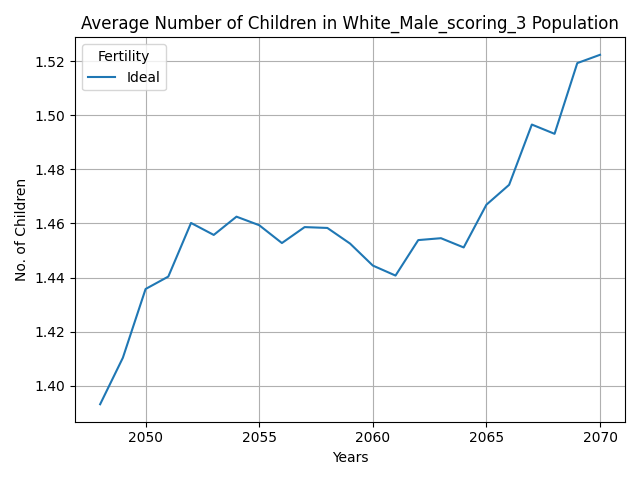 Average Number of Children in White_Male_scoring_3 Population
Fertility
Ideal
No. of Children
1.52
1.50
1.48
1.46
1.44
1.42
1.40
2050 2055 2060 2065 2070
Years